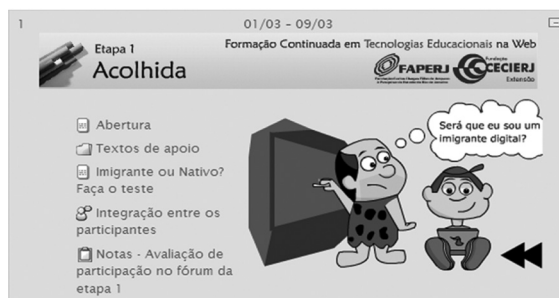 1
01/03 - 09/03
Etapa 1
Acolhida
Formação Continuada em Tecnologias Educacionais na Web
FAPERJ
Fundação
CECIERJ
Extensão
Abertura
Textos de apoio
Imigrante ou Nativo?
Faça o teste
Integração entre os
participantes
Notas - Avaliação de
participação no fórum da
etapa 1
Será que eu sou um
imigrante digital?